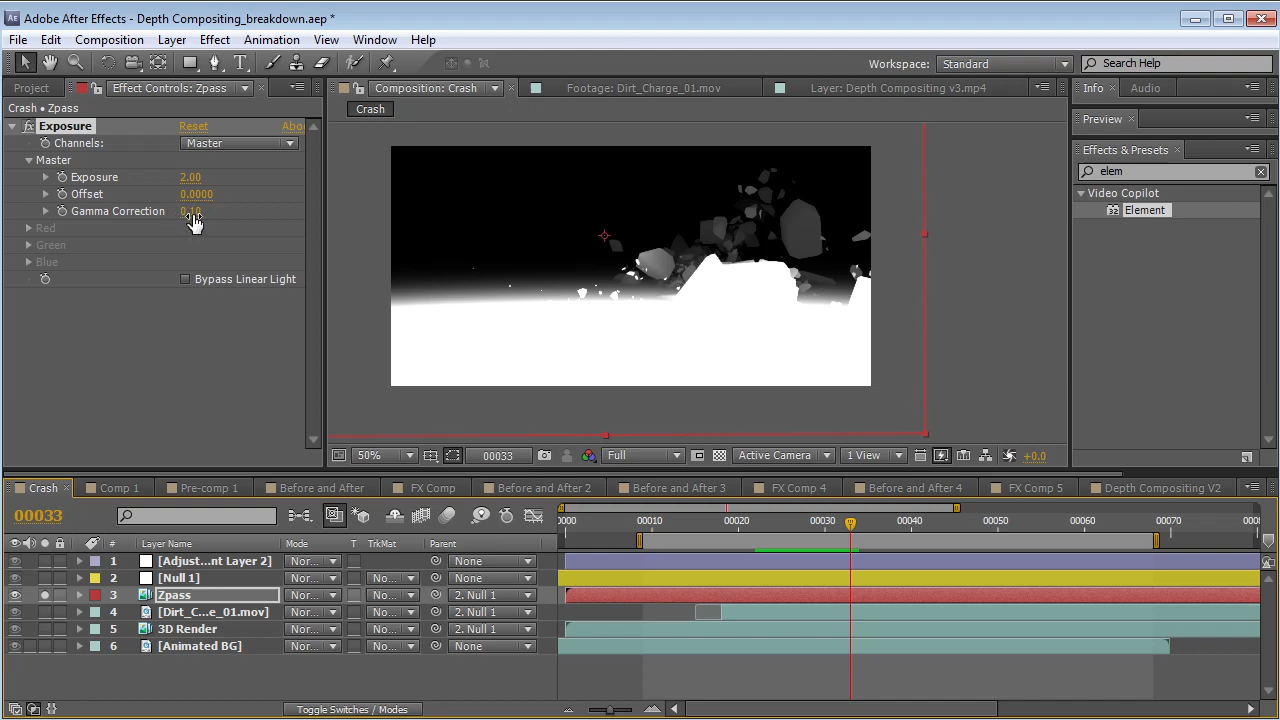 Adobe After Effects - Depth Compositing_breakdown.aep *
File Edit Composition Layer Effect Animation View Window Help
Workspace: Standard Search Help
Project Effect Controls: Zpass Composition: Crash Footage: Dirt_Charge_01.mov Layer: Depth Compositing v3.mp4 Info Audio
Crash • Zpass
Crash
Exposure Reset Abo
Channels: Master
Master
Exposure 2.00
Offset 0.0000
Gamma Correction 0.10
Red
Green
Blue
Bypass Linear Light
Preview
Effects & Presets
elem
Video Copilot
32 Element
50% 00033 Full Active Camera 1 View +0.0
Crash Comp 1 Pre-comp 1 Before and After FX Comp Before and After 2 Before and After 3 FX Comp 4 Before and After 4 FX Comp 5 Depth Compositing V2
00033
0000 00010 00020 00030 00040 00050 00060 00070 0008
# Layer Name Mode T TrkMat Parent
1 [Adjust...nt Layer 2] Nor... None
2 [Null 1] Nor... No... None
3 Zpass Nor... No... 2. Null 1
4 [Dirt_C...e_01.mov] Nor... No... 2. Null 1
5 3D Render Nor... No... 2. Null 1
6 [Animated BG] Nor... No... None
Toggle Switches / Modes